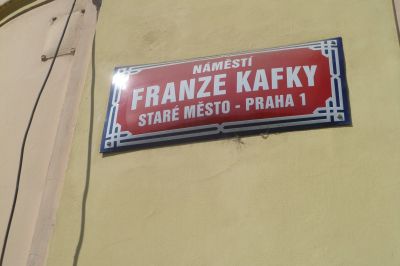 NÁMĚSTÍ
FRANZE KAFKY
STARÉ MĚSTO - PRAHA 1